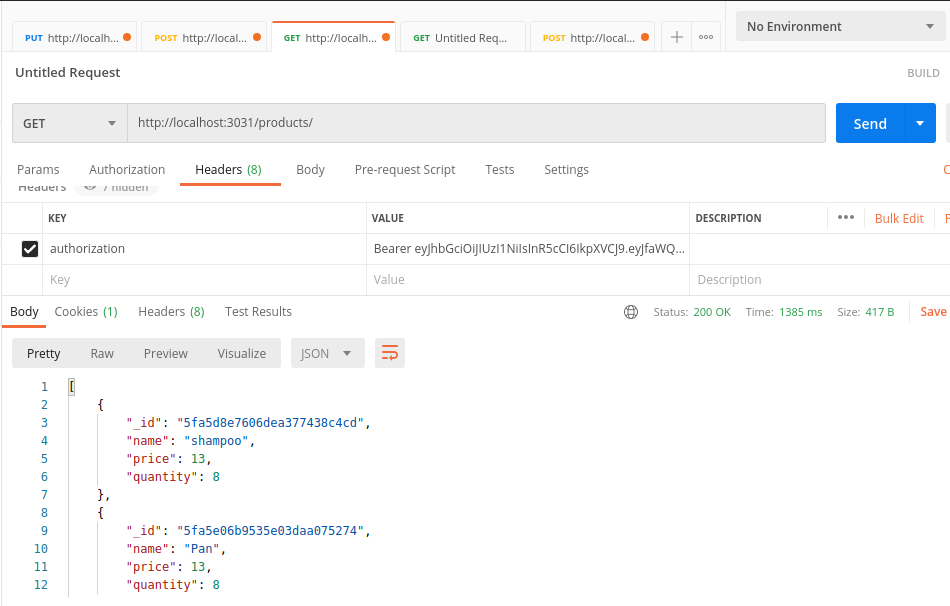 PUT http://localh...
POST http://local...
GET http://localh...
GET Untitled Req...
POST http://local...
No Environment
Untitled Request
BUILD
GET
http://localhost:3031/products/
Send
Params
Authorization
Headers (8)
Body
Pre-request Script
Tests
Settings
C
Headers
7 hidden
KEY
VALUE
DESCRIPTION
Bulk Edit
P
authorization
Bearer eyJhbGciOiJIUzI1NiIsInR5cCI6IkpXVCJ9.eyJfaWQ...
Key
Value
Description
Body
Cookies (1)
Headers (8)
Test Results
Status: 200 OK
Time: 1385 ms
Size: 417 B
Save
Pretty
Raw
Preview
Visualize
JSON
1 [
2 {
3 "_id": "5fa5d8e7606dea377438c4cd",
4 "name": "shampoo",
5 "price": 13,
6 "quantity": 8
7 },
8 {
9 "_id": "5fa5e06b9535e03daa075274",
10 "name": "Pan",
11 "price": 13,
12 "quantity": 8